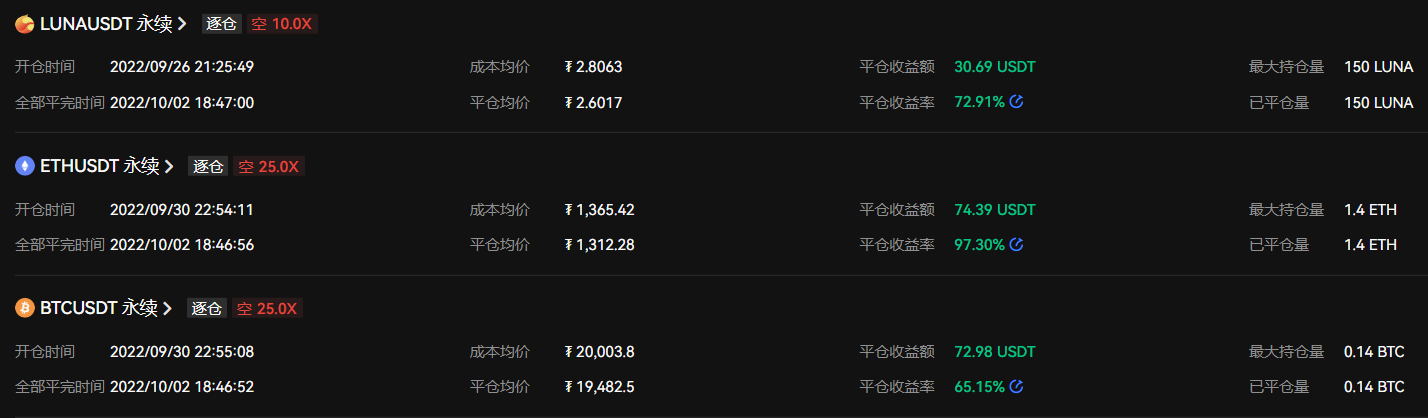 LUNAUSDT 永续 逐仓 空 10.0X
开仓时间 2022/09/26 21:25:49 成本均价 ₮ 2.8063 平仓收益额 30.69 USDT 最大持仓量 150 LUNA
全部平完时间 2022/10/02 18:47:00 平仓均价 ₮ 2.6017 平仓收益率 72.91% 已平仓量 150 LUNA
ETHUSDT 永续 逐仓 空 25.0X
开仓时间 2022/09/30 22:54:11 成本均价 ₮ 1,365.42 平仓收益额 74.39 USDT 最大持仓量 1.4 ETH
全部平完时间 2022/10/02 18:46:56 平仓均价 ₮ 1,312.28 平仓收益率 97.30% 已平仓量 1.4 ETH
BTCUSDT 永续 逐仓 空 25.0X
开仓时间 2022/09/30 22:55:08 成本均价 ₮ 20,003.8 平仓收益额 72.98 USDT 最大持仓量 0.14 BTC
全部平完时间 2022/10/02 18:46:52 平仓均价 ₮ 19,482.5 平仓收益率 65.15% 已平仓量 0.14 BTC